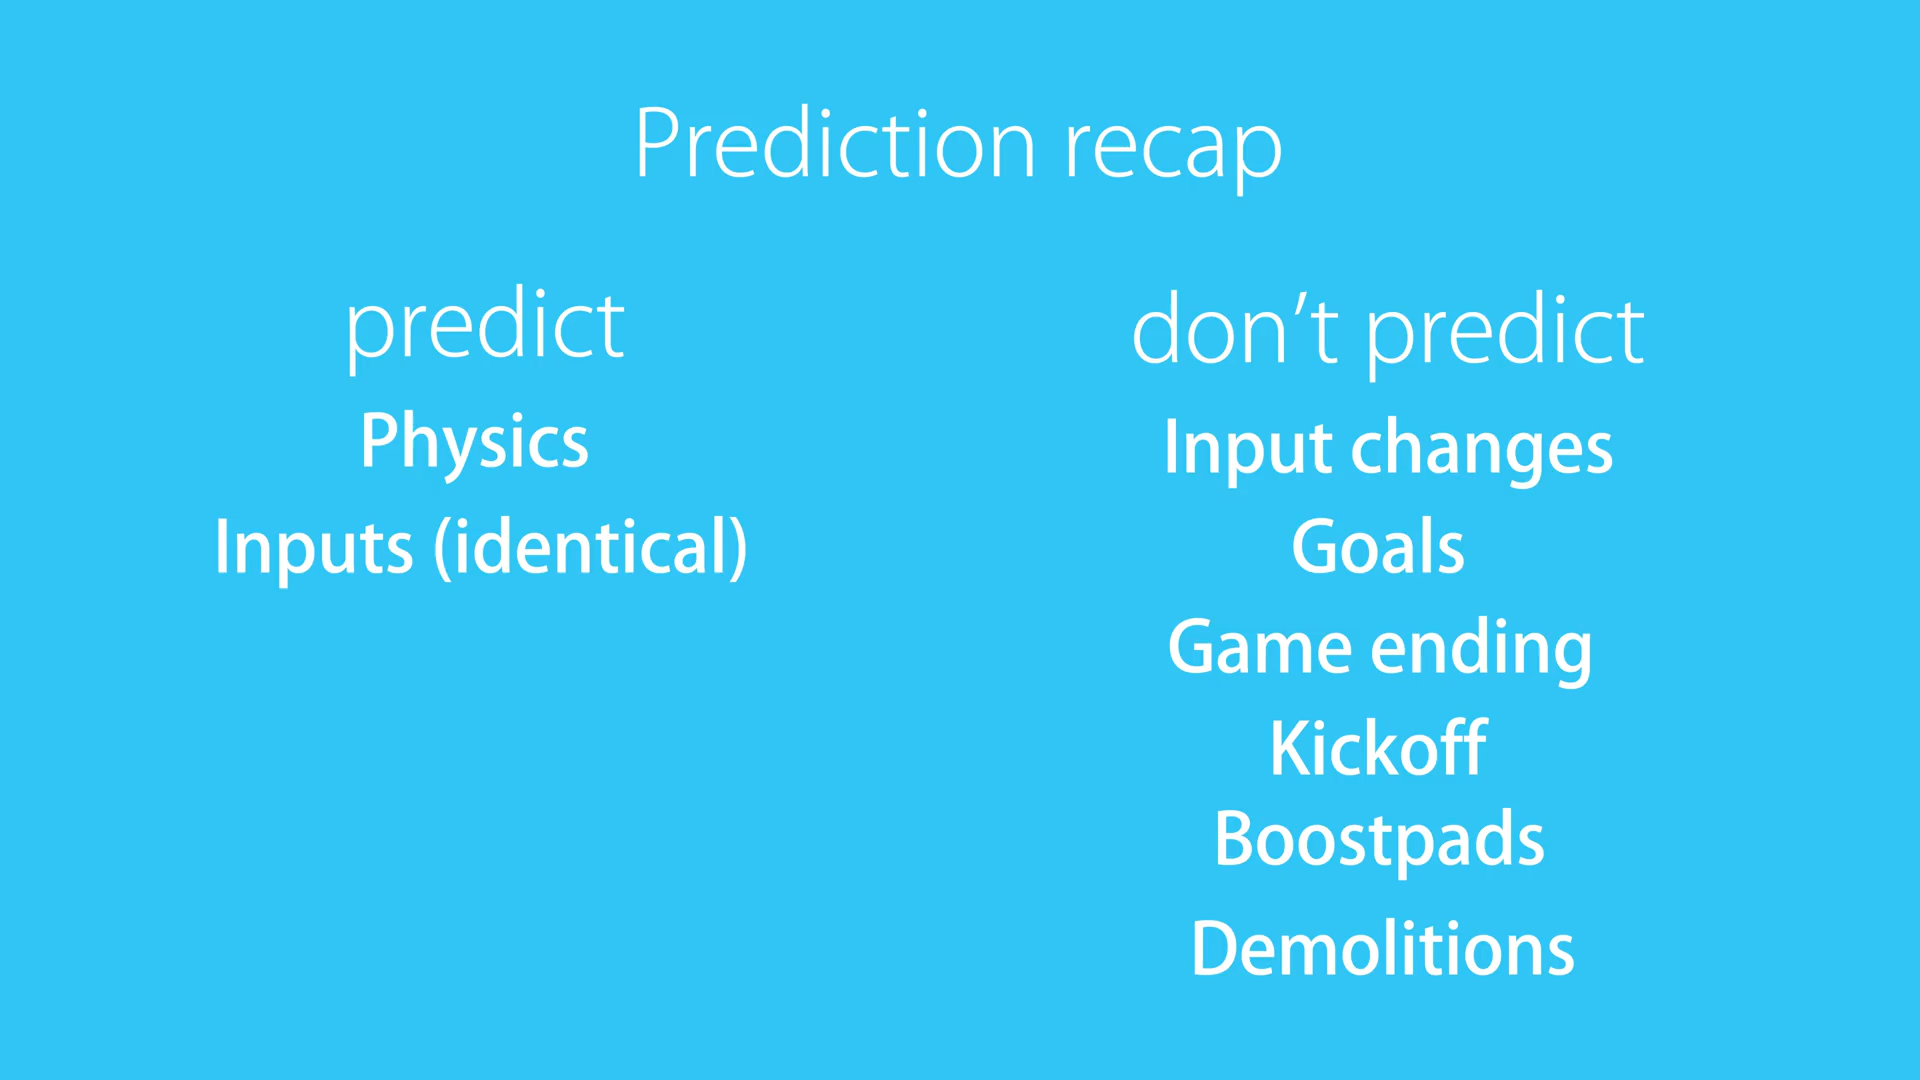 Prediction recap
predict
Physics
Inputs (identical)
don’t predict
Input changes
Goals
Game ending
Kickoff
Boostpads
Demolitions